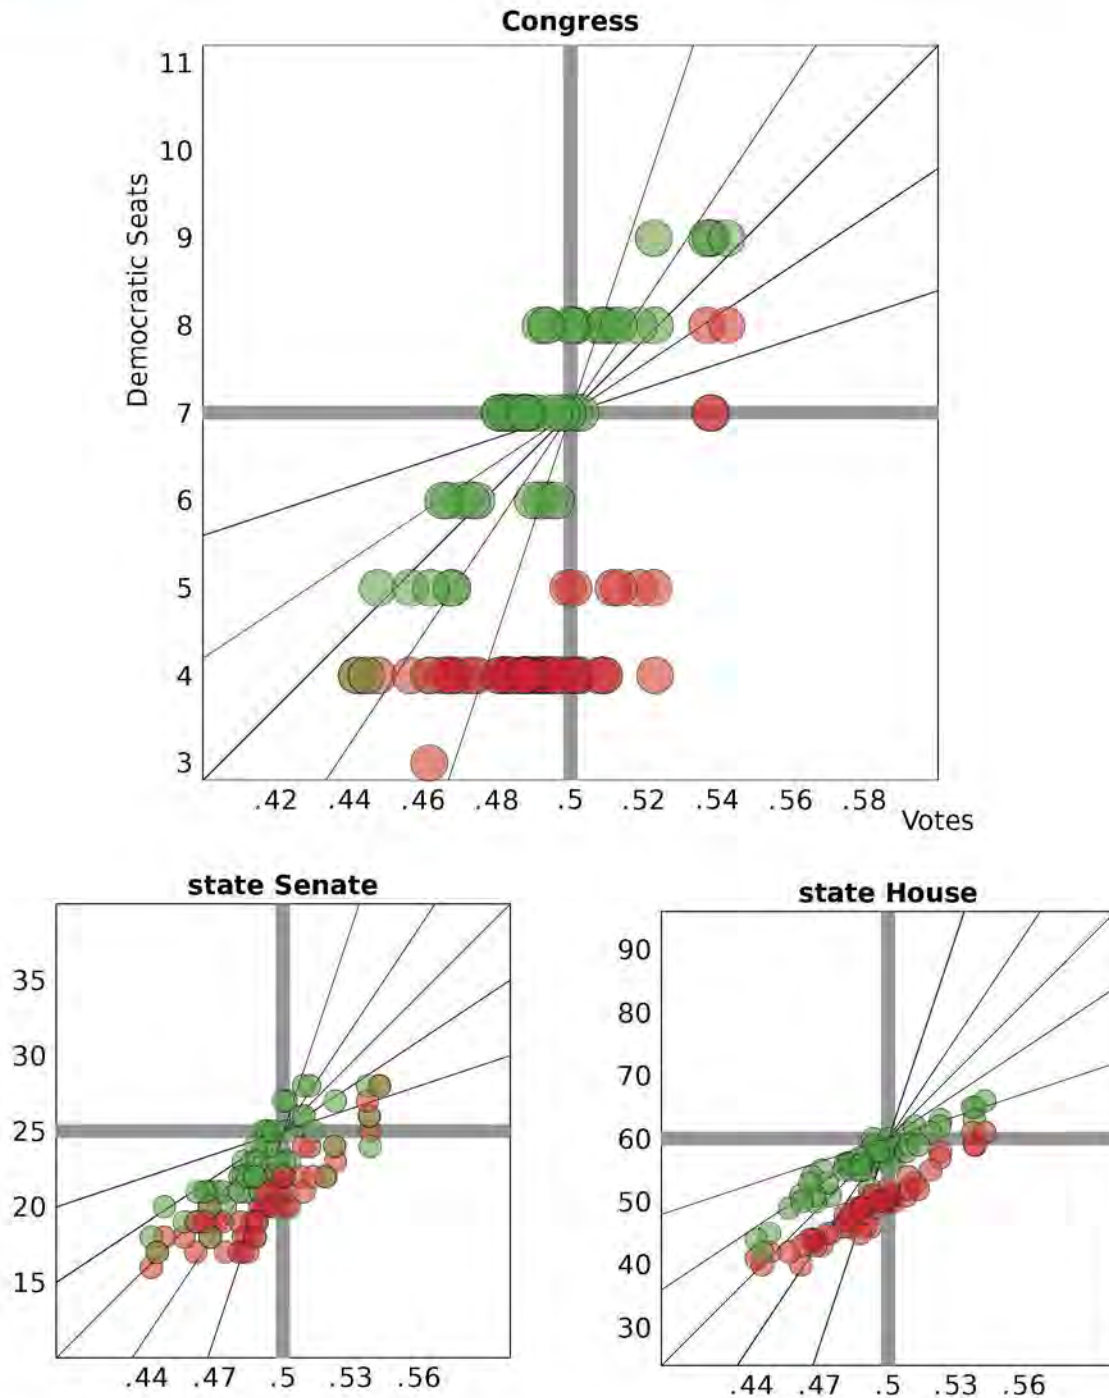 Congress
11
10
9
8
7
6
5
4
3
Democratic Seats
.42 .44 .46 .48 .5 .52 .54 .56 .58
Votes
state Senate
35
30
25
20
15
.44 .47 .5 .53 .56
state House
90
80
70
60
50
40
30
.44 .47 .5 .53 .56